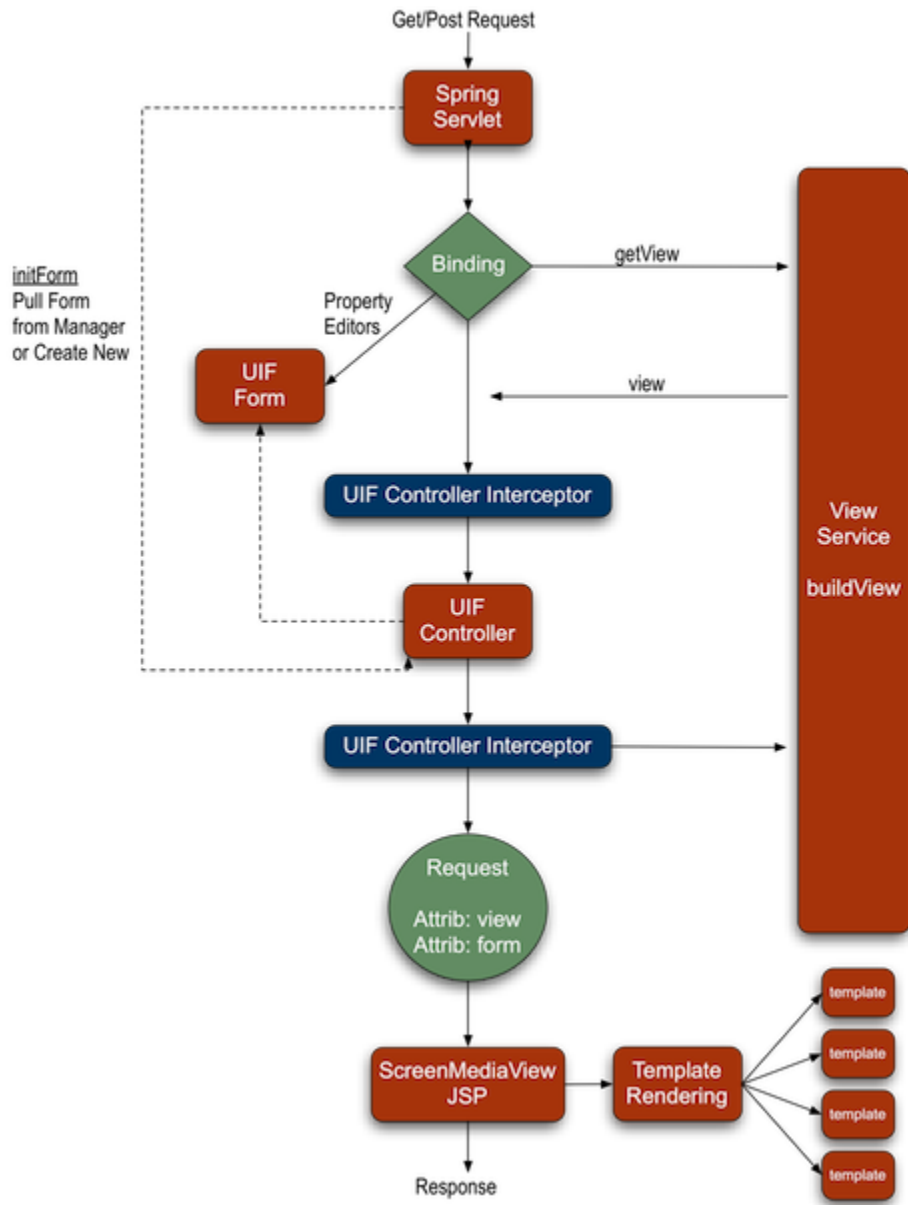 Get/Post Request
Spring
Servlet
Binding
getView
initForm
Pull Form
from Manager
or Create New
Property
Editors
UIF
Form
view
UIF Controller Interceptor
View
Service
buildView
UIF
Controller
UIF Controller Interceptor
Request
Attrib: view
Attrib: form
template
template
template
template
ScreenMediaView
JSP
Template
Rendering
Response